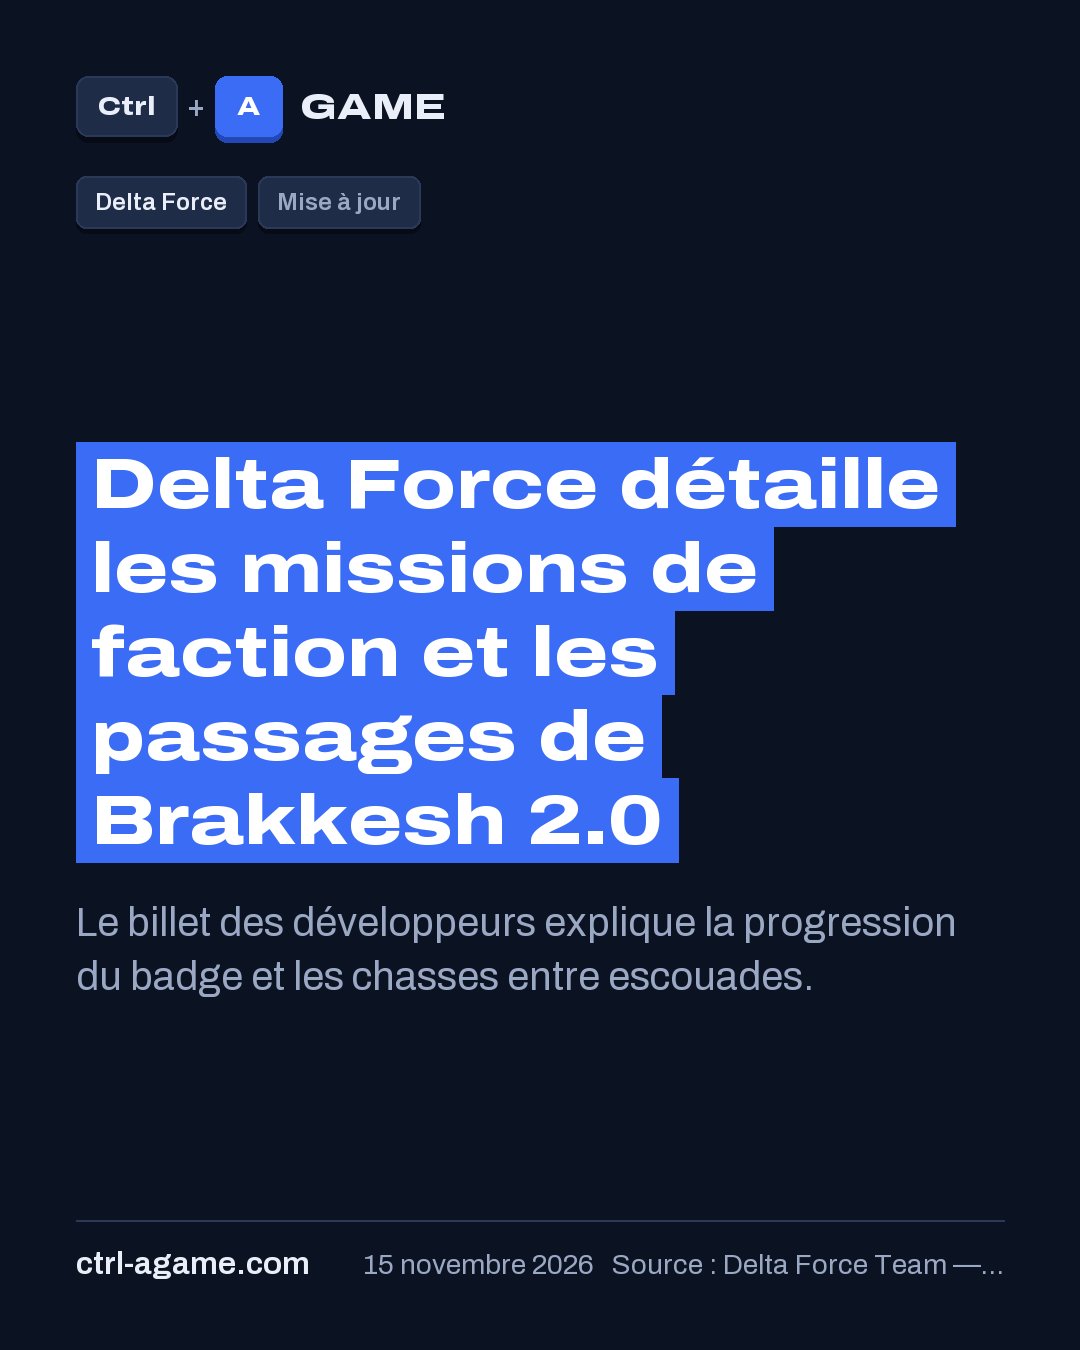 Ctrl + A GAME
Delta Force Mise à jour
Delta Force détaille
les missions de
faction et les
passages de
Brakkesh 2.0
Le billet des développeurs explique la progression
du badge et les chasses entre escouades.
ctrl-agame.com 15 novembre 2026 Source : Delta Force Team —…